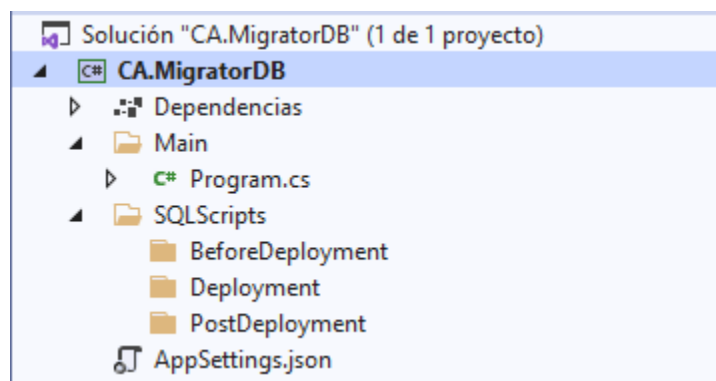 Solución "CA.MigratorDB" (1 de 1 proyecto)
C# CA.MigratorDB
Dependencias
Main
C# Program.cs
SQLScripts
BeforeDeployment
Deployment
PostDeployment
AppSettings.json